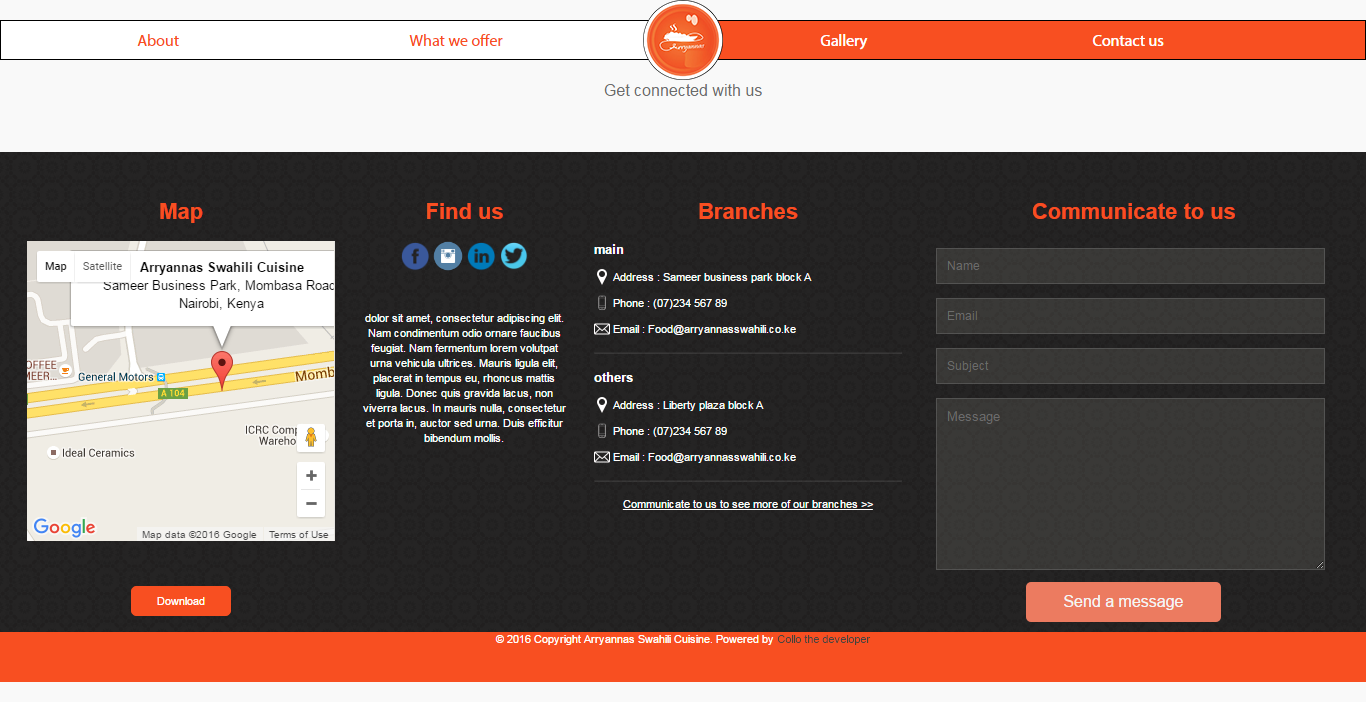 About
What we offer
Arryannas
Gallery
Contact us
Get connected with us
Map
Map
Satellite
Arryannas Swahili Cuisine
Sameer Business Park, Mombasa Road
Nairobi, Kenya
OFFEE
MEER...
General Motors
A 104
Momb
ICRC Comp
Wareho
Ideal Ceramics
Google
Map data ©2016 Google
Terms of Use
Download
Find us
dolor sit amet, consectetur adipiscing elit.
Nam condimentum odio ornare faucibus
feugiat. Nam fermentum lorem volutpat
urna vehicula ultrices. Mauris ligula elit,
placerat in tempus eu, rhoncus mattis
ligula. Donec quis gravida lacus, non
viverra lacus. In mauris nulla, consectetur
et porta in, auctor sed urna. Duis efficitur
bibendum mollis.
Branches
main
Address : Sameer business park block A
Phone : (07)234 567 89
Email : Food@arryannasswahili.co.ke
others
Address : Liberty plaza block A
Phone : (07)234 567 89
Email : Food@arryannasswahili.co.ke
Communicate to us to see more of our branches >>
Communicate to us
Name
Email
Subject
Message
Send a message
© 2016 Copyright Arryannas Swahili Cuisine. Powered by Collo the developer